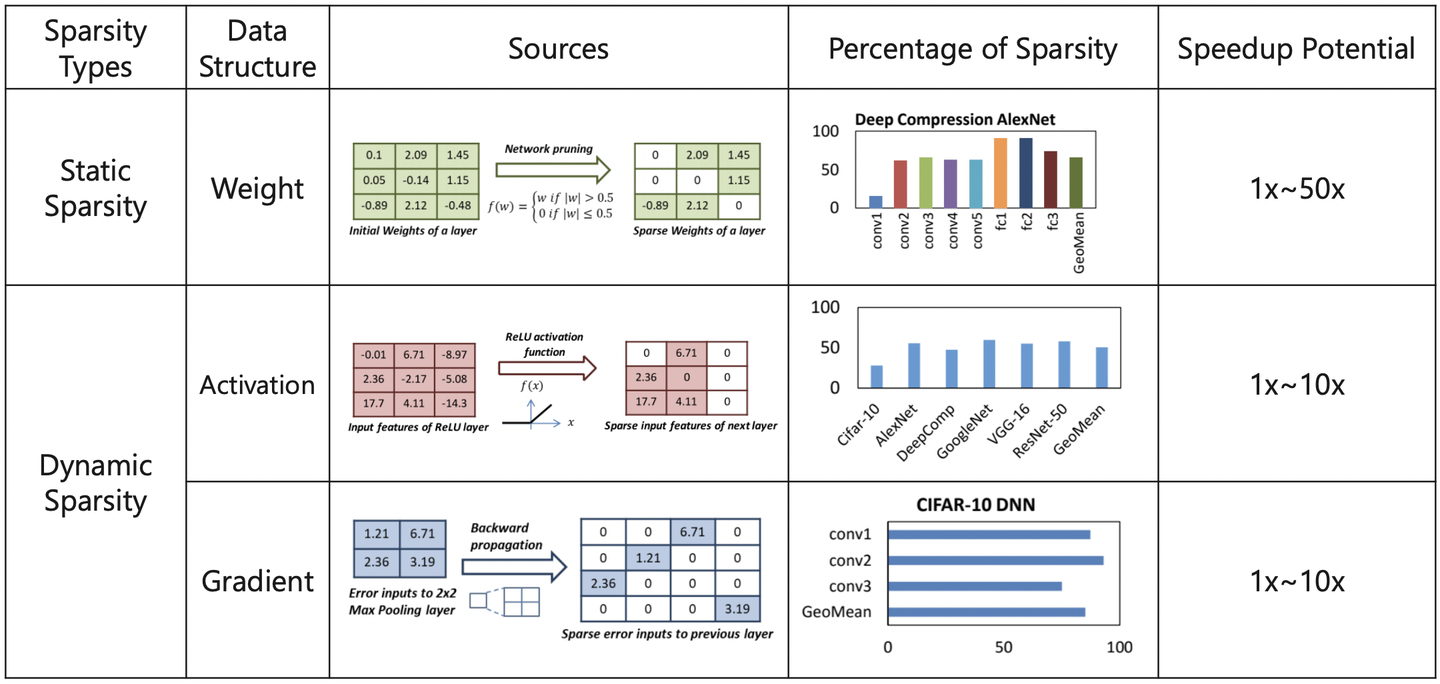 Sparsity
Types
Data
Structure
Sources
Percentage of Sparsity
Speedup Potential
Static
Sparsity
Weight
0.1 2.09 1.45
0.05 -0.14 1.15
-0.89 2.12 -0.48
Initial Weights of a layer
Network pruning
f(w) = {w if |w| > 0.5
0 if |w| ≤ 0.5
0 2.09 1.45
0 0 1.15
-0.89 2.12 0
Sparse Weights of a layer
Deep Compression AlexNet
100
50
0
conv1
conv2
conv3
conv4
conv5
fc1
fc2
fc3
GeoMean
1x~50x
Dynamic
Sparsity
Activation
-0.01 6.71 -8.97
2.36 -2.17 -5.08
17.7 4.11 -14.3
Input features of ReLU layer
ReLU activation
function
f(x)
x
0 6.71 0
2.36 0 0
17.7 4.11 0
Sparse input features of next layer
100
50
0
Cifar-10
AlexNet
DeepComp
GoogleNet
VGG-16
ResNet-50
GeoMean
1x~10x
Gradient
1.21 6.71
2.36 3.19
Error inputs to 2x2
Max Pooling layer
Backward
propagation
0 0 6.71 0
0 1.21 0 0
2.36 0 0 0
0 0 0 3.19
Sparse error inputs to previous layer
CIFAR-10 DNN
conv1
conv2
conv3
GeoMean
0 50 100
1x~10x